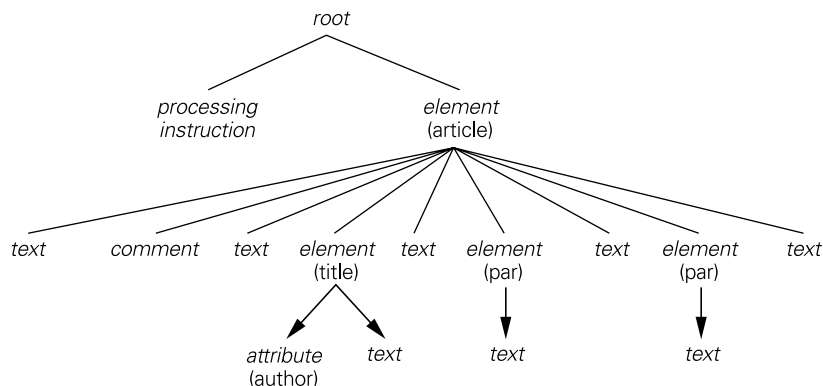 root
processing
instruction
element
(article)
text
comment
text
element
(title)
text
element
(par)
text
element
(par)
text
attribute
(author)
text
text
text